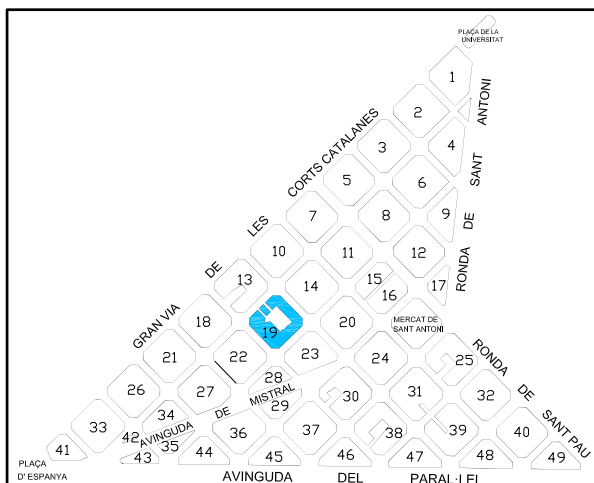 PLAÇA DE LA
UNIVERSITAT
1
2
ANTONI
CORTS CATALANES
3
4
SANT
5
6
7
8
9
DE
LES
10
11
12
RONDA
DE
13
14
15
16
17
GRAN VIA
18
19
20
MERCAT DE
SANT ANTONI
21
22
23
24
25
RONDA
26
27
28
MISTRAL
29
30
31
32
DE
33
34
DE
AVINGUDA
35
36
37
38
39
40
SANT PAU
41
42
43
44
45
46
47
48
49
PLAÇA
D' ESPANYA
AVINGUDA DEL PARAL·LEL